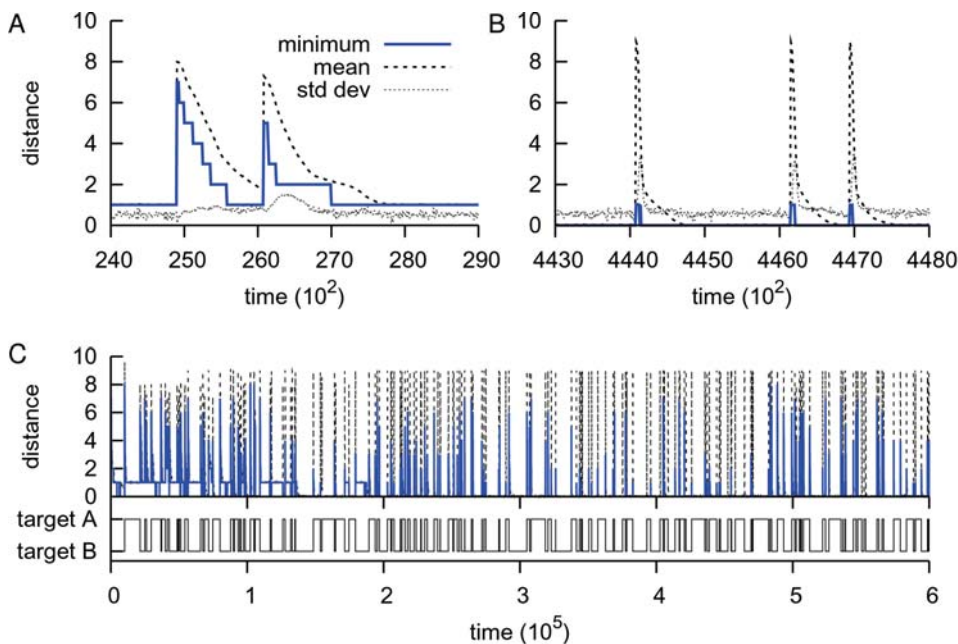 A
10
8
6
4
2
0
distance
240 250 260 270 280 290
time (10²)
minimum
mean
std dev
B
10
8
6
4
2
0
4430 4440 4450 4460 4470 4480
time (10²)
C
10
8
6
4
2
0
distance
target A
target B
0 1 2 3 4 5 6
time (10⁵)